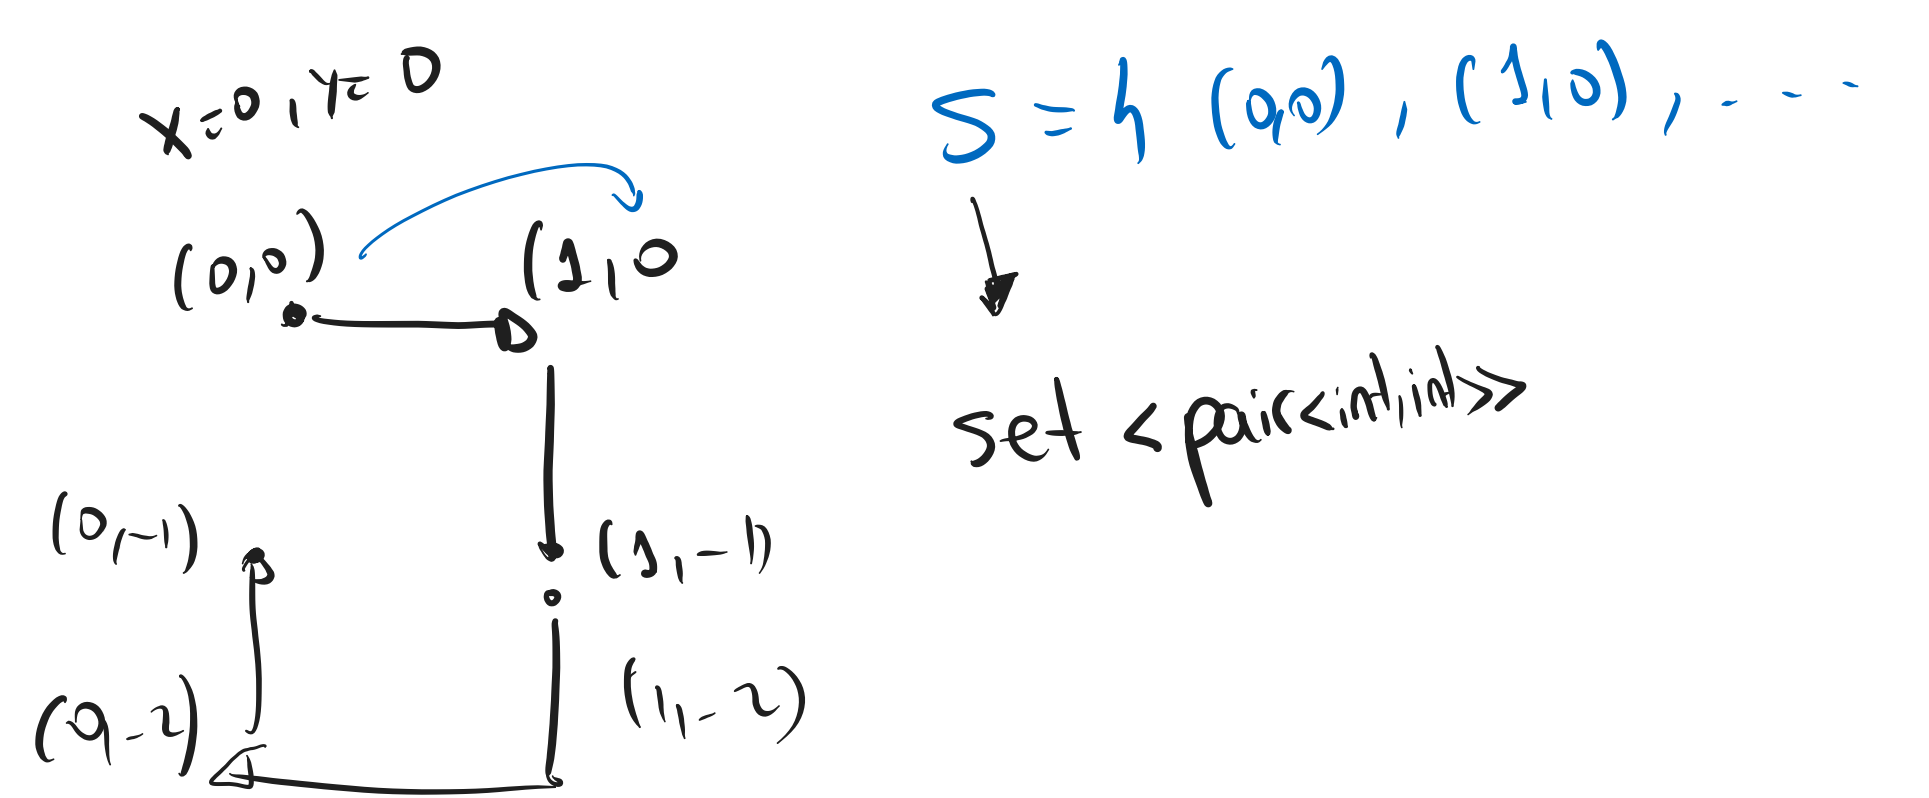 x=0, y=0
S = { (0,0), (1,0), . - - -
(0,0)
(1,0
set <pair<int,int>>
(0,-1)
(1,-1)
(0,-2)
(1,-2)